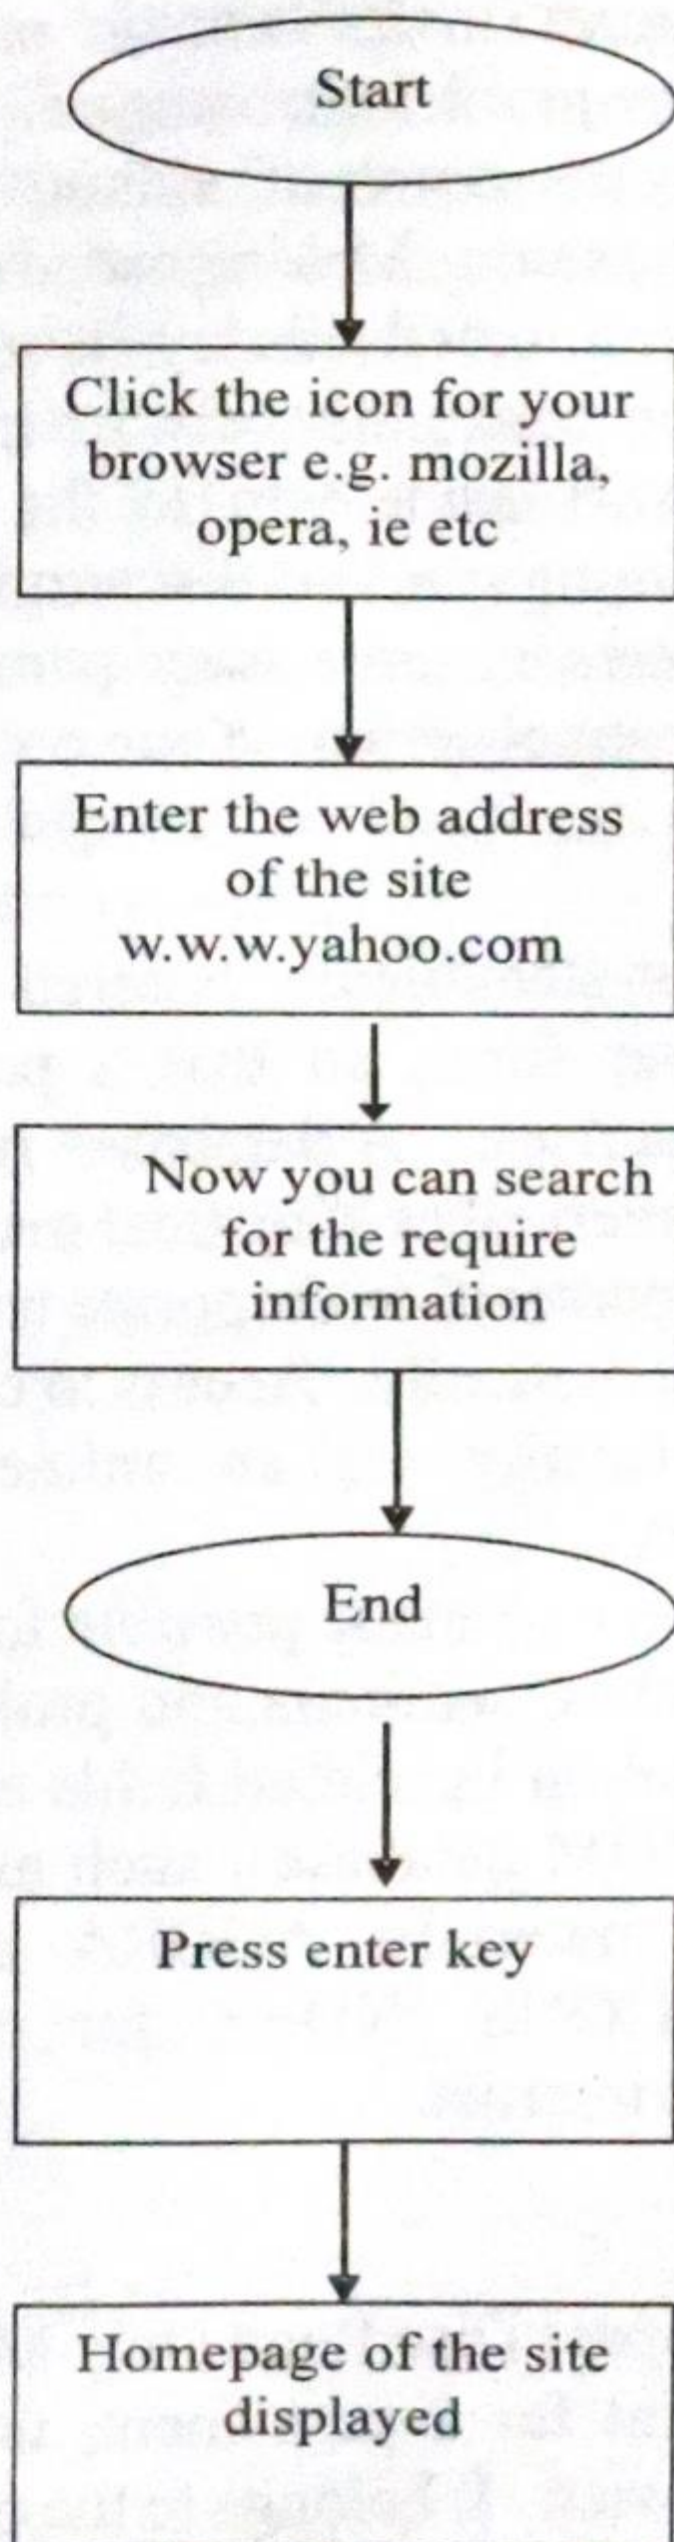 Start
Click the icon for your
browser e.g. mozilla,
opera, ie etc
Enter the web address
of the site
w.w.w.yahoo.com
Now you can search
for the require
information
End
Press enter key
Homepage of the site
displayed